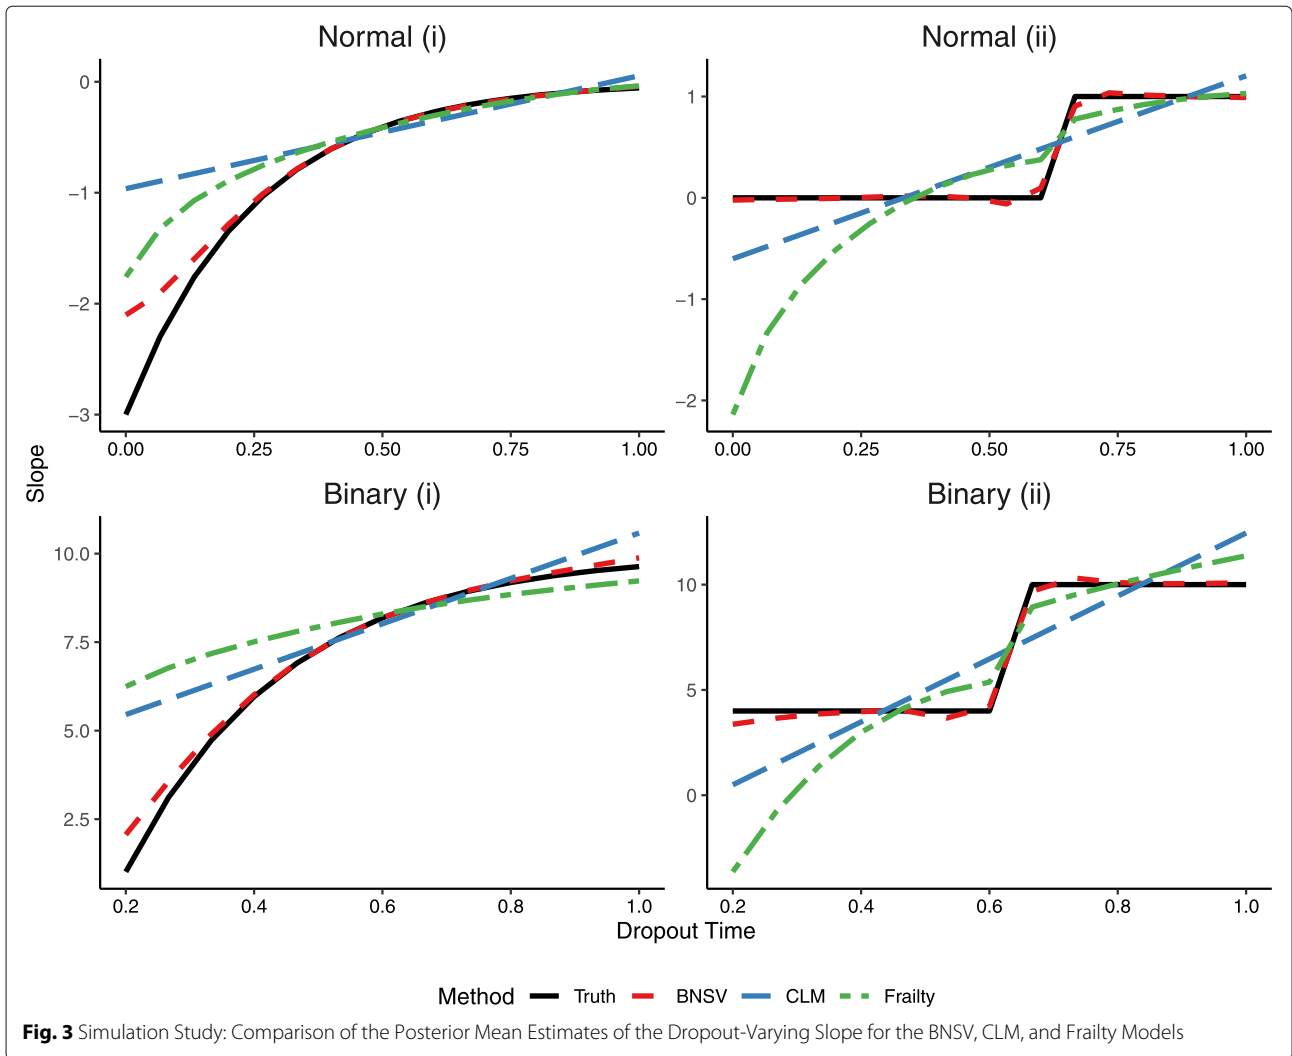 Normal (i)
Normal (ii)
0
−1
−2
−3
0.00 0.25 0.50 0.75 1.00
1
0
−1
−2
0.00 0.25 0.50 0.75 1.00
Slope
Binary (i)
Binary (ii)
10.0
7.5
5.0
2.5
0.2 0.4 0.6 0.8 1.0
10
5
0
0.2 0.4 0.6 0.8 1.0
Dropout Time
Method Truth BNSV CLM Frailty
Fig. 3 Simulation Study: Comparison of the Posterior Mean Estimates of the Dropout-Varying Slope for the BNSV, CLM, and Frailty Models